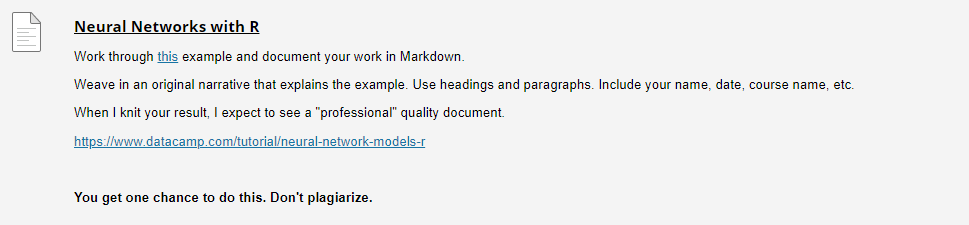 Neural Networks with R
Work through this example and document your work in Markdown.
Weave in an original narrative that explains the example. Use headings and paragraphs. Include your name, date, course name, etc.
When I knit your result, I expect to see a "professional" quality document.
https://www.datacamp.com/tutorial/neural-network-models-r
You get one chance to do this. Don't plagiarize.